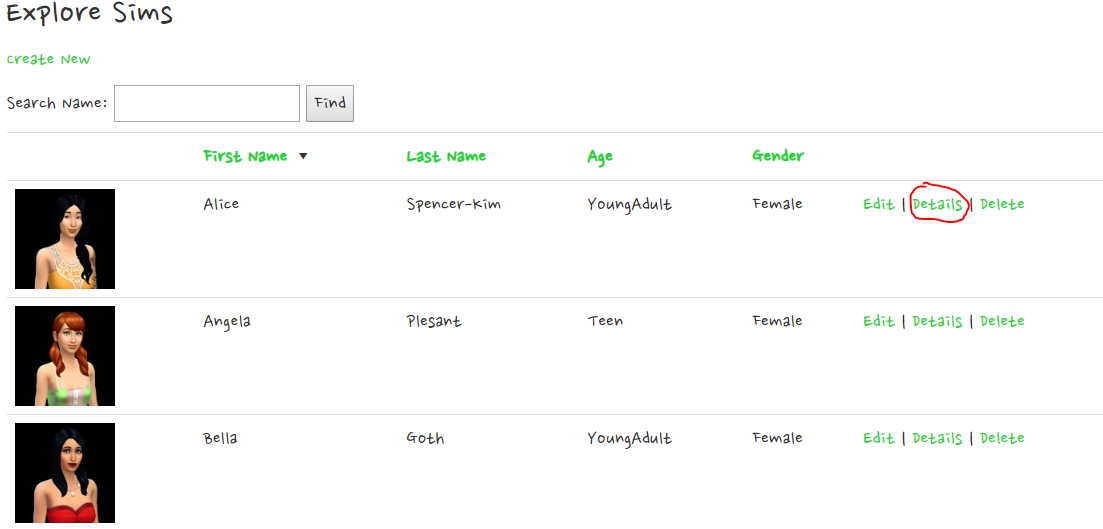 Explore Sims
Create New
Search Name: Find
First Name ▼ Last Name Age Gender
Alice Spencer-Kim YoungAdult Female Edit | Details | Delete
Angela Plesant Teen Female Edit | Details | Delete
Bella Goth YoungAdult Female Edit | Details | Delete